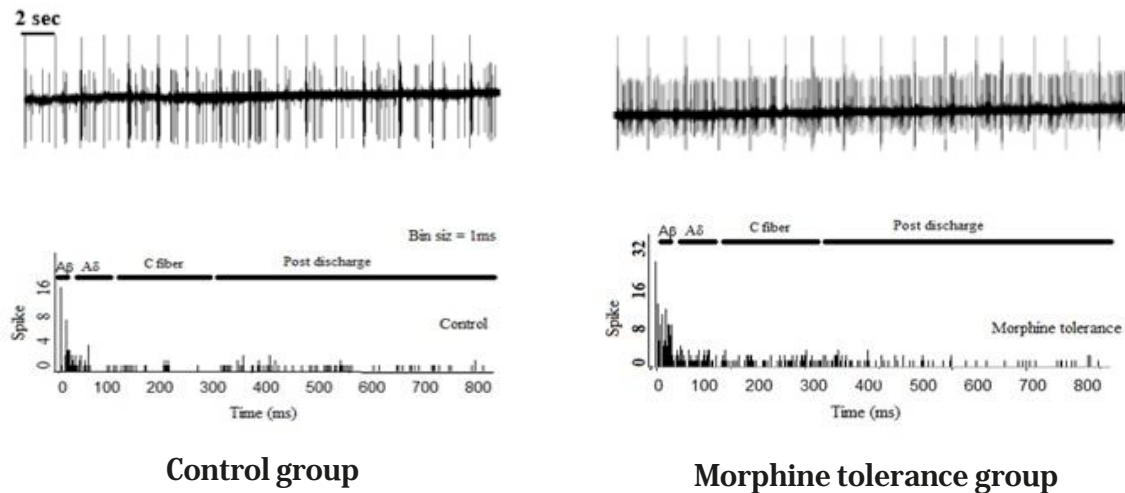 2 sec
Bin siz = 1ms
Aβ Aδ C fiber Post discharge
Spike
16
8
4
0
Control
0 100 200 300 400 500 600 700 800
Time (ms)
Control group
Aβ Aδ C fiber Post discharge
Spike
32
16
8
0
Morphine tolerance
0 100 200 300 400 500 600 700 800
Time (ms)
Morphine tolerance group